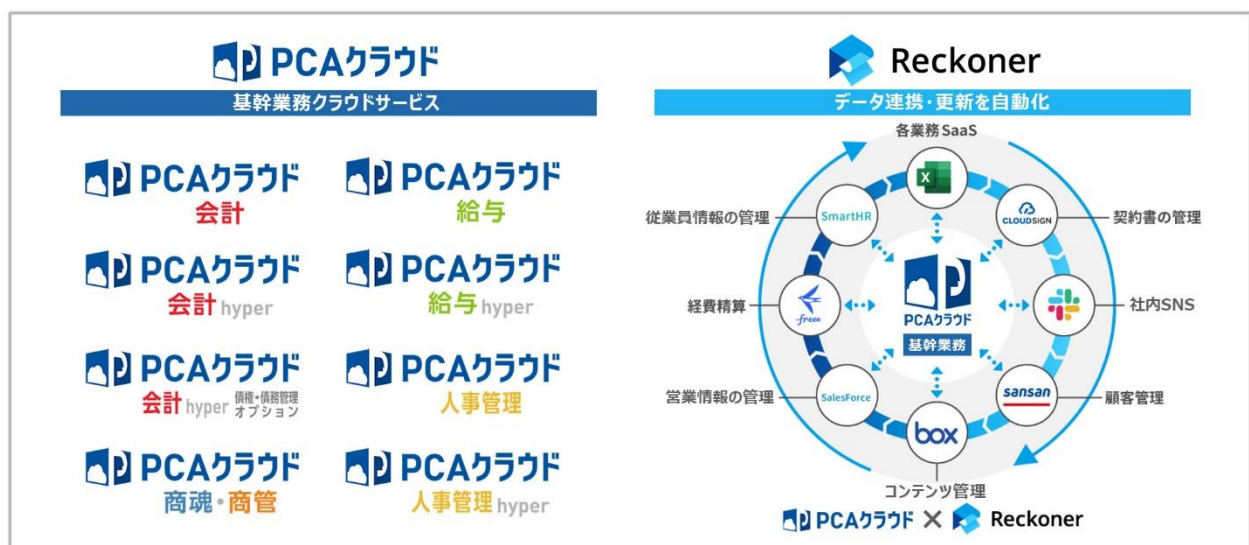 PCAクラウド
基幹業務クラウドサービス
PCAクラウド
会計
PCAクラウド
給与
PCAクラウド
会計 hyper
PCAクラウド
給与 hyper
PCAクラウド
会計 hyper 債権・債務管理オプション
PCAクラウド
人事管理
PCAクラウド
商魂・商管
PCAクラウド
人事管理 hyper
Reckoner
データ連携・更新を自動化
各業務 SaaS
従業員情報の管理
SmartHR
CLOUDSIGN
契約書の管理
経費精算
freee
PCAクラウド
基幹業務
社内SNS
営業情報の管理
SalesForce
sansan
顧客管理
box
コンテンツ管理
PCAクラウド × Reckoner